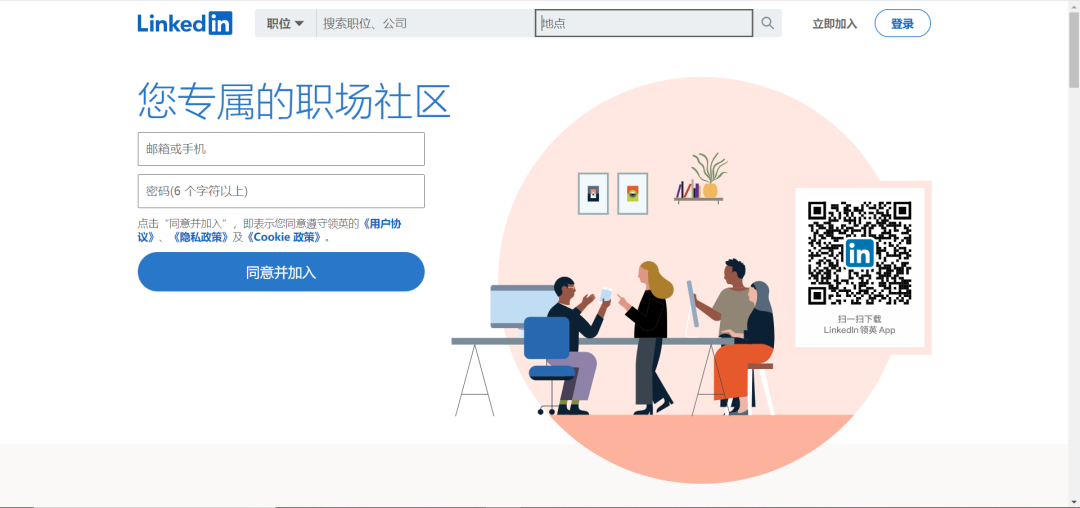 LinkedIn
职位
搜索职位、公司
地点
立即加入
登录
您专属的职场社区
邮箱或手机
密码(6 个字符以上)
点击“同意并加入”，即表示您同意遵守领英的《用户协
议》、《隐私政策》及《Cookie 政策》。
同意并加入
in
扫一扫下载
LinkedIn 领英 App